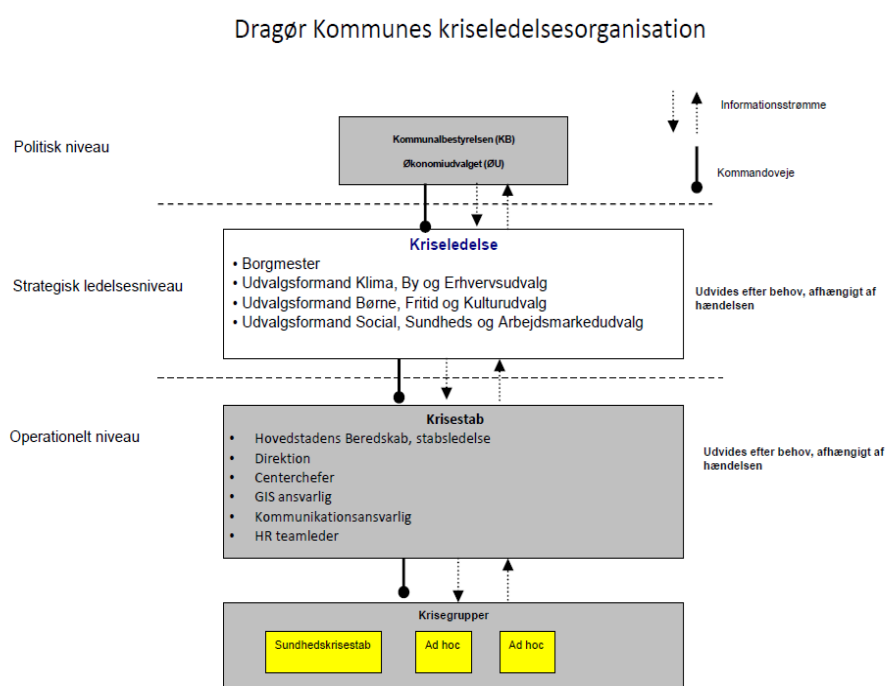 Dragør Kommunes kriseledelsesorganisation
Informationsstrømme
Kommandoveje
Politisk niveau
Kommunalbestyrelsen (KB)
Økonomiudvalget (ØU)
Strategisk ledelsesniveau
Kriseledelse
• Borgmester
• Udvalgsformand Klima, By og Erhvervsudvalg
• Udvalgsformand Børne, Fritid og Kulturudvalg
• Udvalgsformand Social, Sundheds og Arbejdsmarkedudvalg
Udvides efter behov, afhængigt af
hændelsen
Operationelt niveau
Krisestab
• Hovedstadens Beredskab, stabsledelse
• Direktion
• Centerchefer
• GIS ansvarlig
• Kommunikationsansvarlig
• HR teamleder
Udvides efter behov, afhængigt af
hændelsen
Krisegrupper
Sundhedskrisestab
Ad hoc
Ad hoc